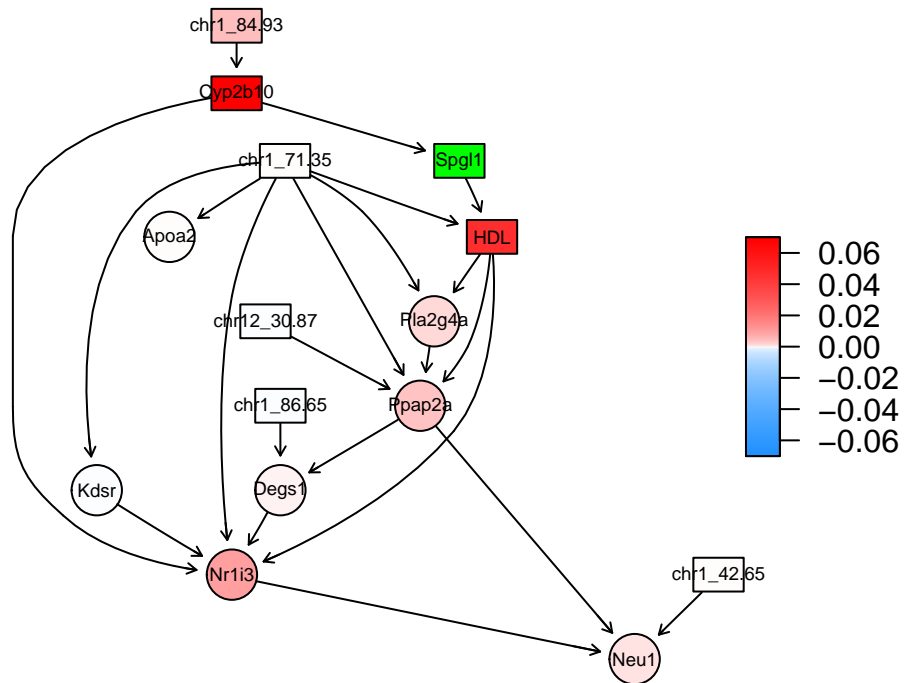 chr1_84.93
Cyp2b10
chr1_71.35
Spgl1
Apoa2
HDL
chr12_30.87
Pla2g4a
chr1_86.65
Ppap2a
Kdsr
Degs1
Nr1i3
chr1_42.65
Neu1
0.06
0.04
0.02
0.00
−0.02
−0.04
−0.06